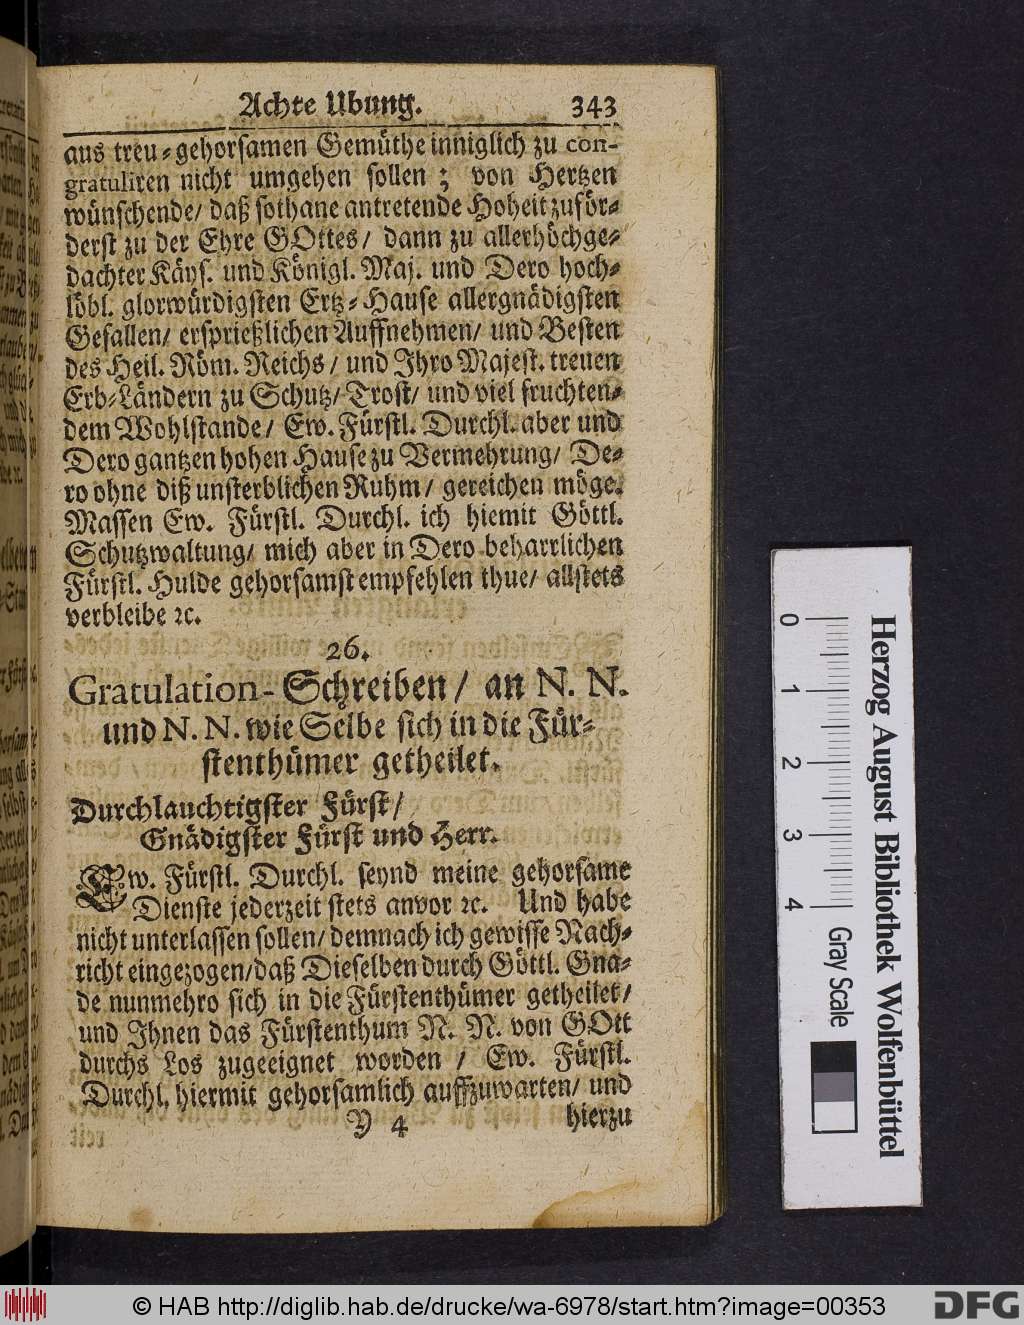 Achte Ubung. 343
aus treu-gehorsamen Gemüthe inniglich zu con-
gratuliren nicht umgehen sollen; von Hertzen
wünschende/ daß sothane antretende Hoheit zuför-
derst zu der Ehre GOttes/ dann zu allerhöchge-
dachter Käys. und Königl. Maj. und Dero hoch-
löbl. glorwürdigsten Ertz-Hause allergnädigsten
Gefallen/ ersprießlichen Auffnehmen/ und Besten
des Heil. Röm. Reichs/ und Ihro Majest. treuen
Erb-Ländern zu Schutz/ Trost/ und viel fruchten-
dem Wohlstande/ Ew. Fürstl. Durchl. aber und
Dero gantzen hohen Hause zu Vermehrung/ De-
ro ohne diß unsterblichen Ruhm/ gereichen möge.
Massen Ew. Fürstl. Durchl. ich hiemit Göttl.
Schutzwaltung/ mich aber in Dero beharrlichen
Fürstl. Hulde gehorsamst empfehlen thue/ allstets
verbleibe ꝛc.
26.
Gratulation-Schreiben/ an N. N.
und N. N. wie Selbe sich in die Für-
stenthümer getheilet.
Durchlauchtigster Fürst/
Gnädigster Fürst und Herr.
Ew. Fürstl. Durchl. seynd meine gehorsame
Dienste jederzeit stets anvor ꝛc. Und habe
nicht unterlassen sollen/ demnach ich gewisse Nach-
richt eingezogen/ daß Dieselben durch Göttl. Gna-
de nunmehro sich in die Fürstenthümer getheilet/
und Ihnen das Fürstenthum N. N. von GOtt
durchs Los zugeeignet worden/ Ew. Fürstl.
Durchl. hiermit gehorsamlich auffzuwarten/ und
Y 4 hierzu
0 1 2 3 4 Gray Scale
Herzog August Bibliothek Wolfenbüttel
© HAB http://diglib.hab.de/drucke/wa-6978/start.htm?image=00353
DFG